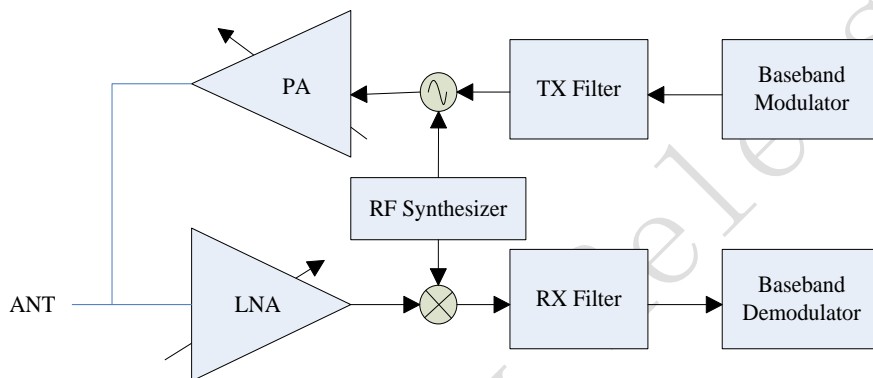 PA
TX Filter
Baseband
Modulator
RF Synthesizer
ANT
LNA
RX Filter
Baseband
Demodulator